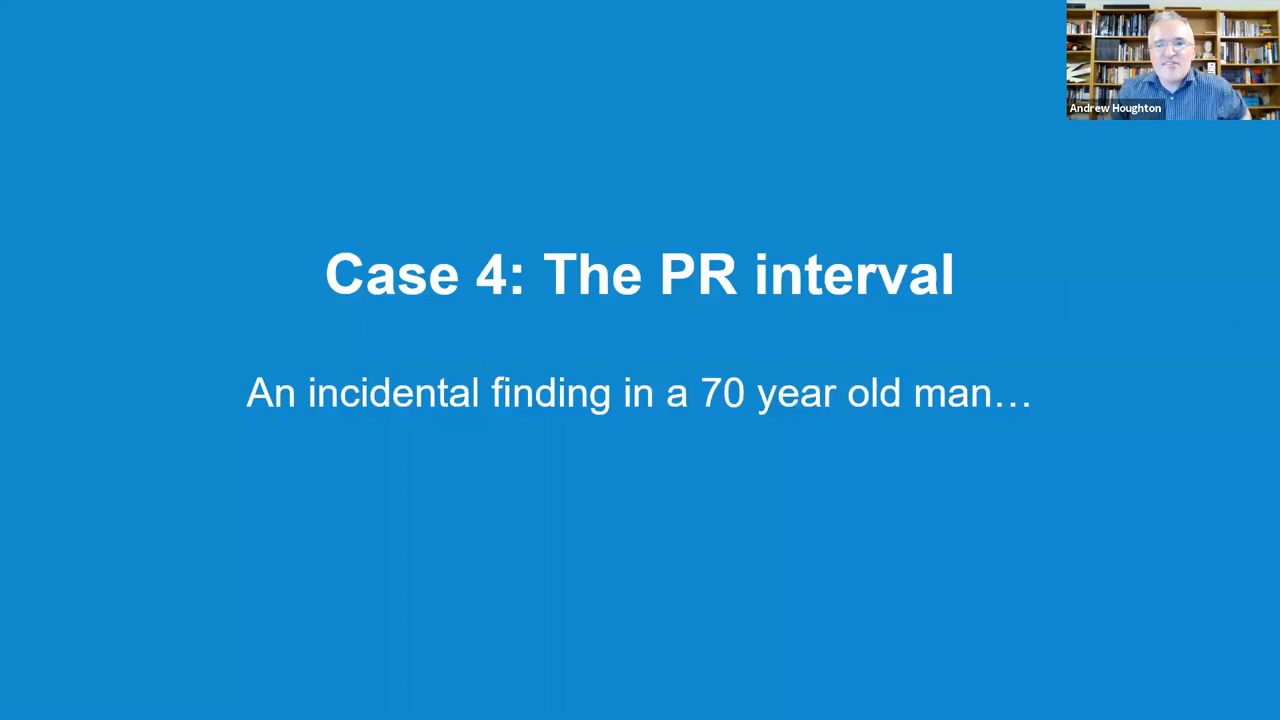 Andrew Houghton
Case 4: The PR interval
An incidental finding in a 70 year old man…